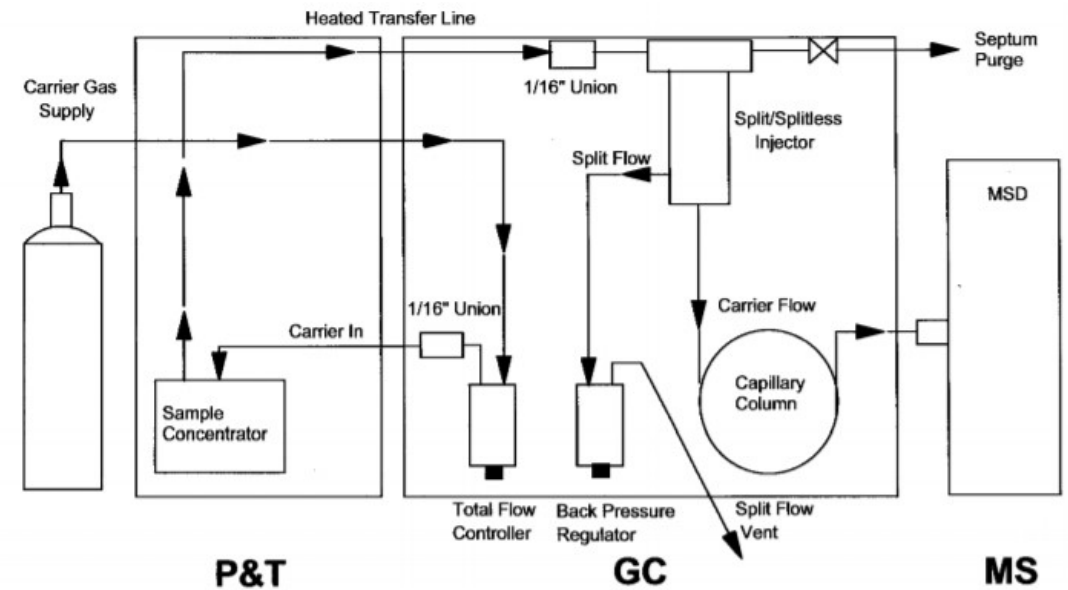 Heated Transfer Line
Septum
Purge
Carrier Gas
Supply
1/16" Union
Split/Splitless
Injector
Split Flow
MSD
1/16" Union
Carrier Flow
Carrier In
Capillary
Column
Sample
Concentrator
Total Flow
Controller
Back Pressure
Regulator
Split Flow
Vent
P&T
GC
MS